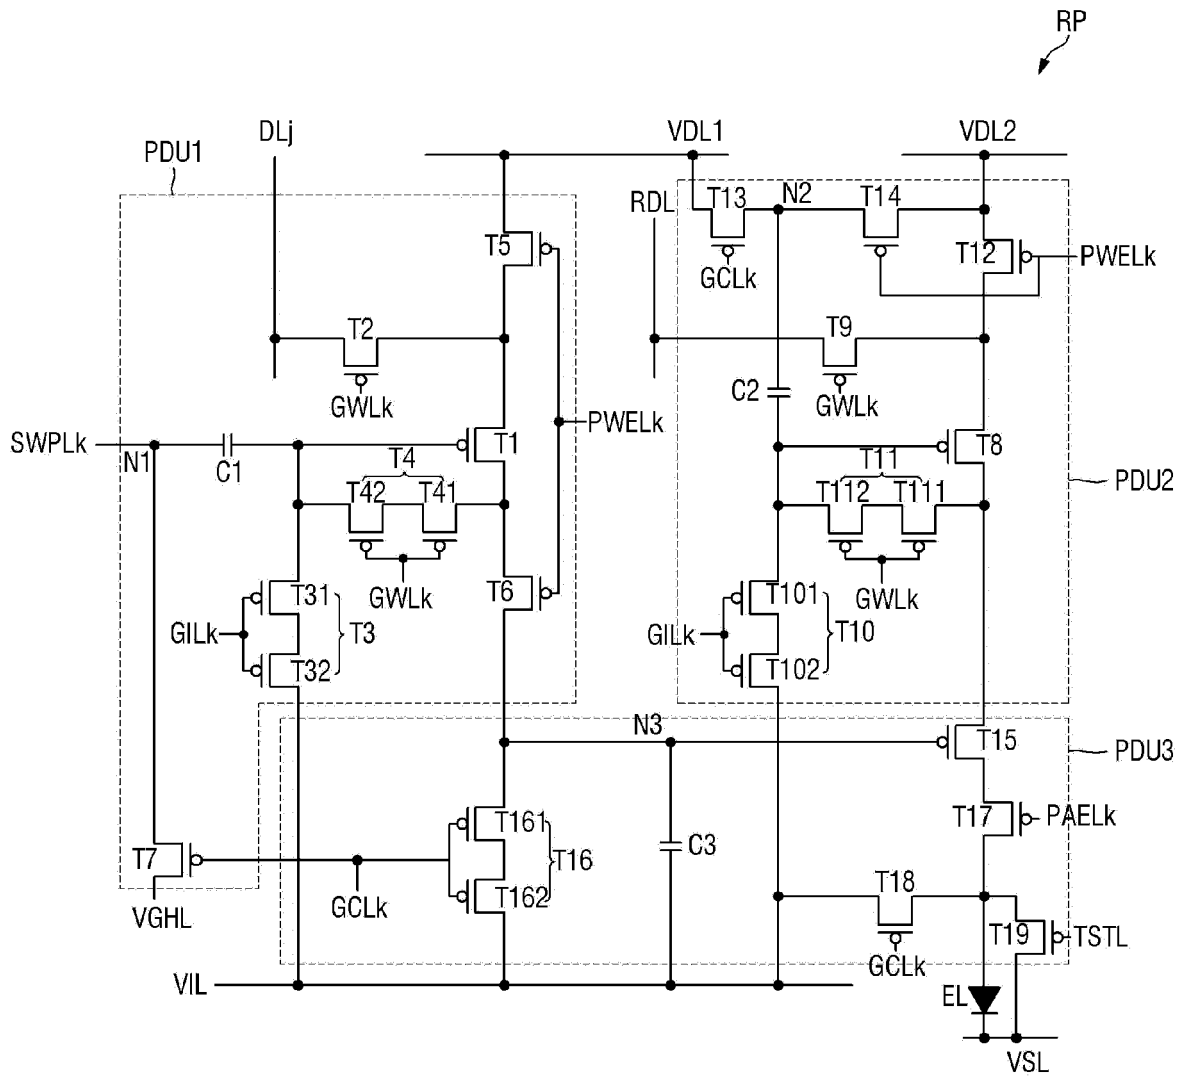 RP
DLj
VDL1
VDL2
PDU1
N2
T13
T14
RDL
T5
T12
PWELk
GCLk
T2
T9
C2
GWLk
GWLk
SWPLk
T1
PWELk
T8
N1
C1
T4
T11
T42
T41
T112
T111
PDU2
GWLk
T6
GWLk
T31
T101
GILk
T3
GILk
T10
T32
T102
N3
T15
PDU3
T161
T17
PAELk
T7
T16
C3
T162
T18
VGHL
GCLk
T19
TSTL
GCLk
VIL
EL
VSL